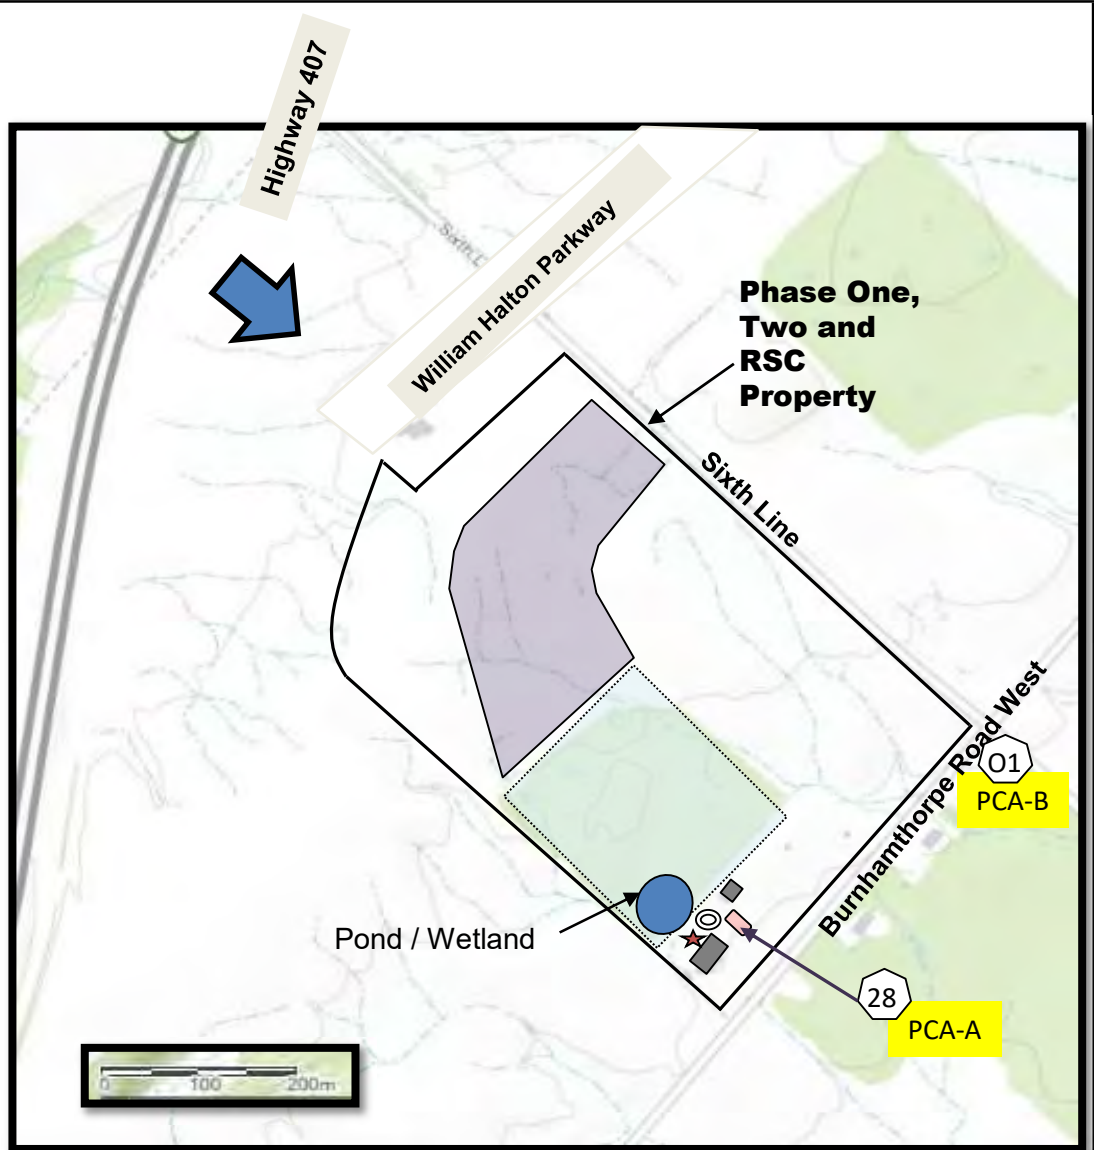 Highway 407
William Halton Parkway
Sixth L
Phase One,
Two and
RSC
Property
Sixth Line
Burnhamthorpe Road West
O1
PCA-B
Pond / Wetland
28
PCA-A
0 100 200m